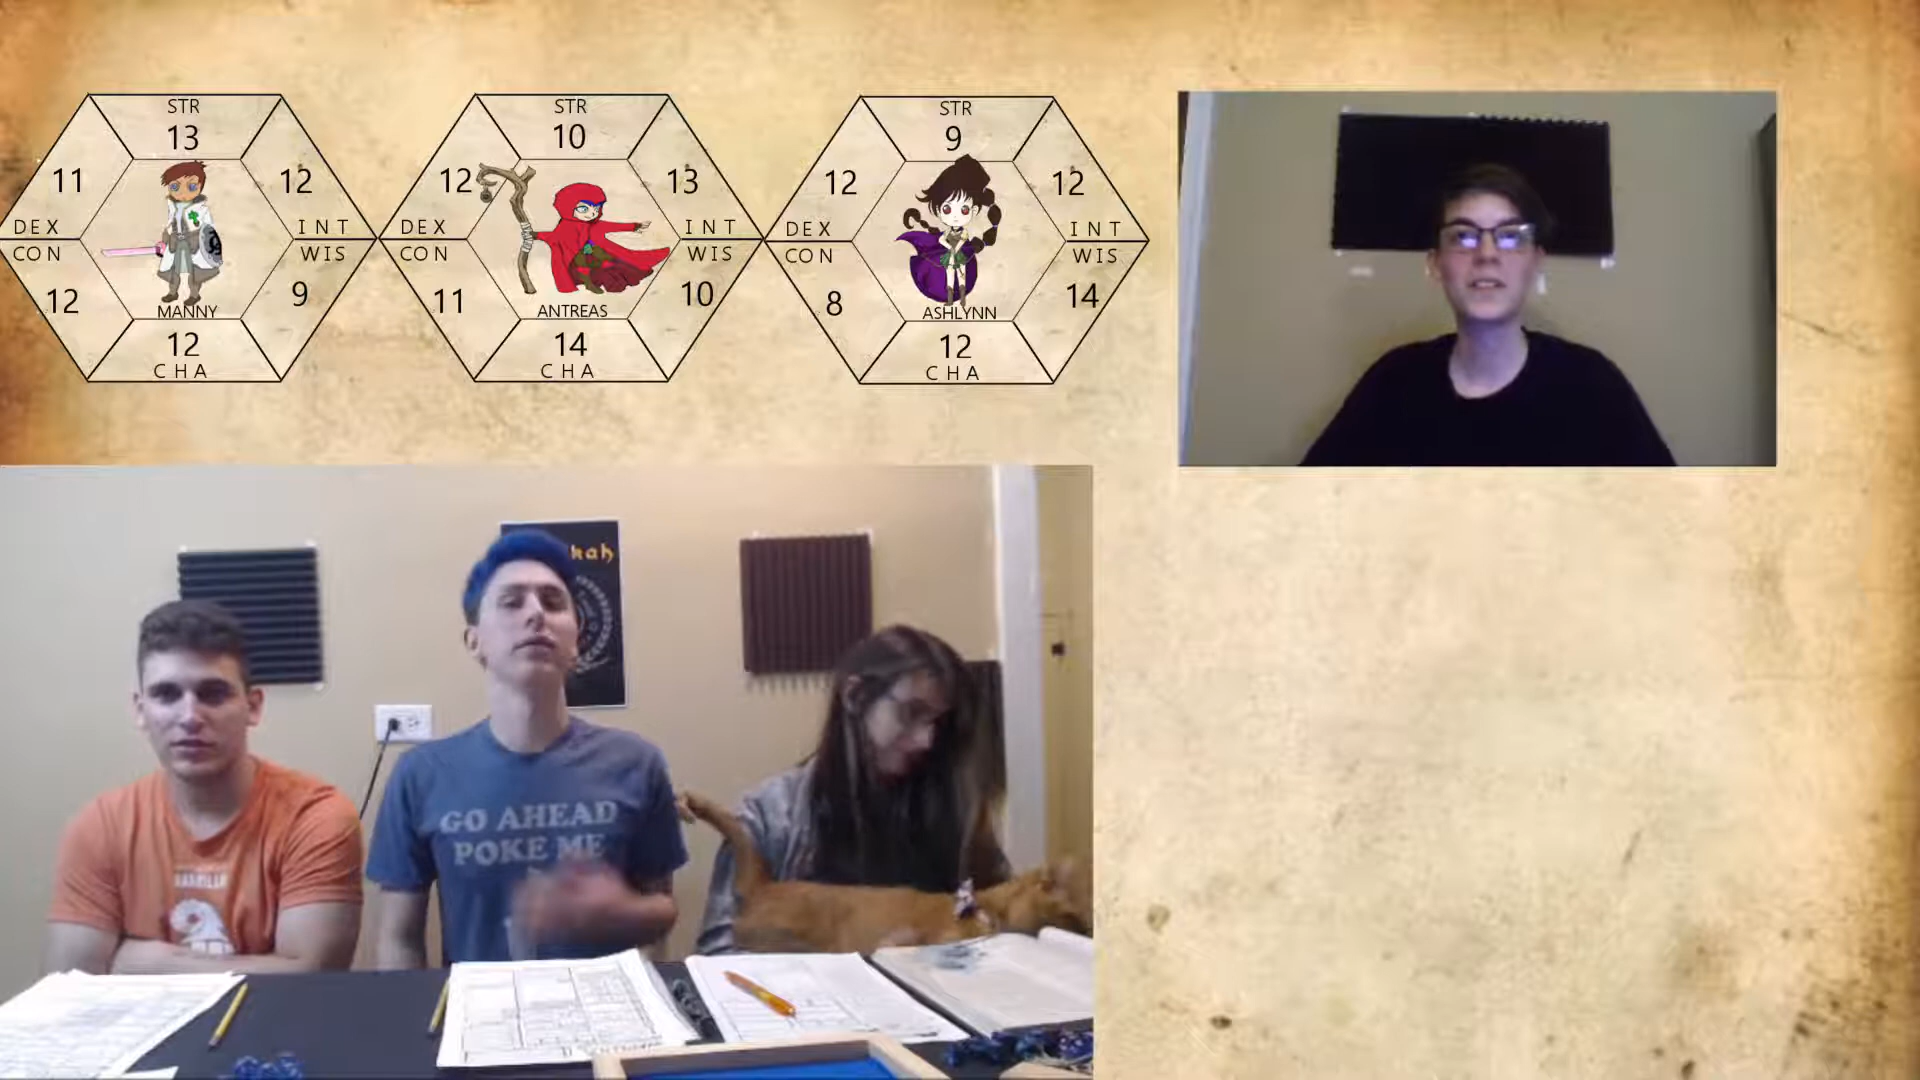 STR
13
11
12
DEX
INT
CON
WIS
12
9
MANNY
12
CHA
STR
10
12
13
DEX
INT
CON
WIS
11
10
ANTREAS
14
CHA
STR
9
12
12
DEX
INT
CON
WIS
8
14
ASHLYNN
12
CHA
GO AHEAD
POKE ME